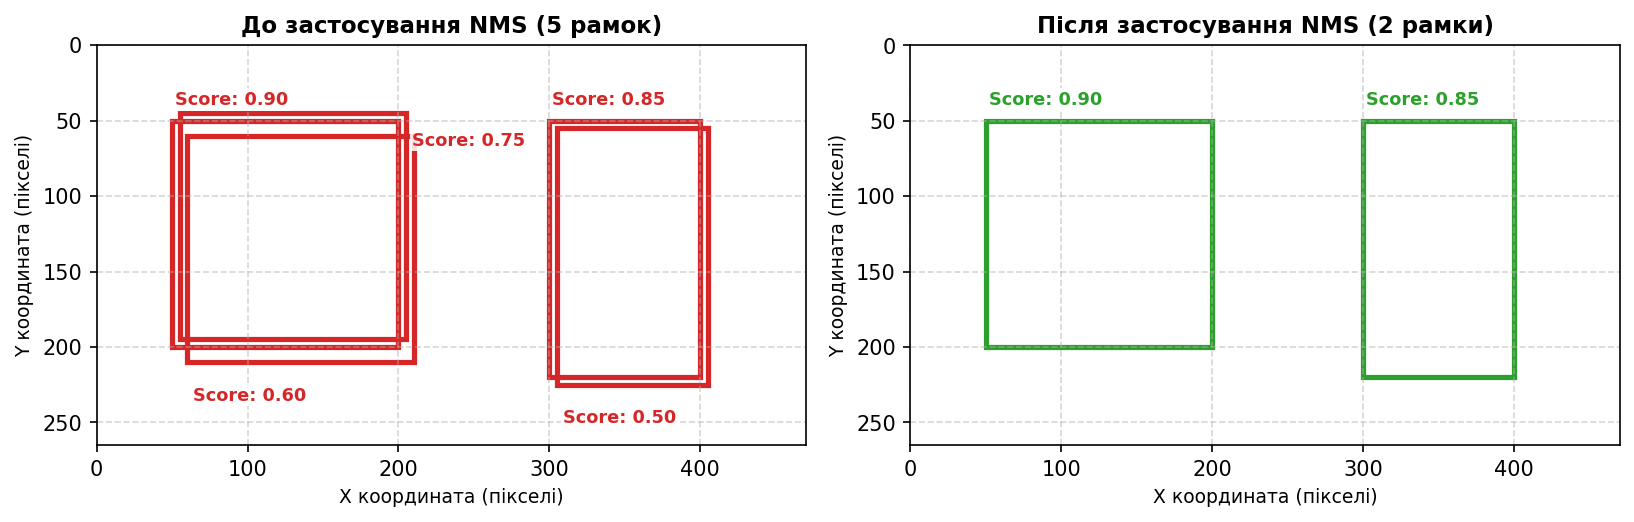 До застосування NMS (5 рамок)
0
50
100
150
200
250
Y координата (пікселі)
Score: 0.90
Score: 0.75
Score: 0.60
Score: 0.85
Score: 0.50
0
100
200
300
400
X координата (пікселі)
Після застосування NMS (2 рамки)
0
50
100
150
200
250
Y координата (пікселі)
Score: 0.90
Score: 0.85
0
100
200
300
400
X координата (пікселі)